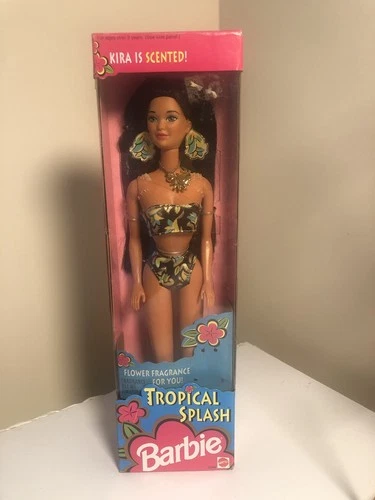 KIRA IS SCENTED!
FLOWER FRAGRANCE
FOR YOU!
TROPICAL
SPLASH
Barbie